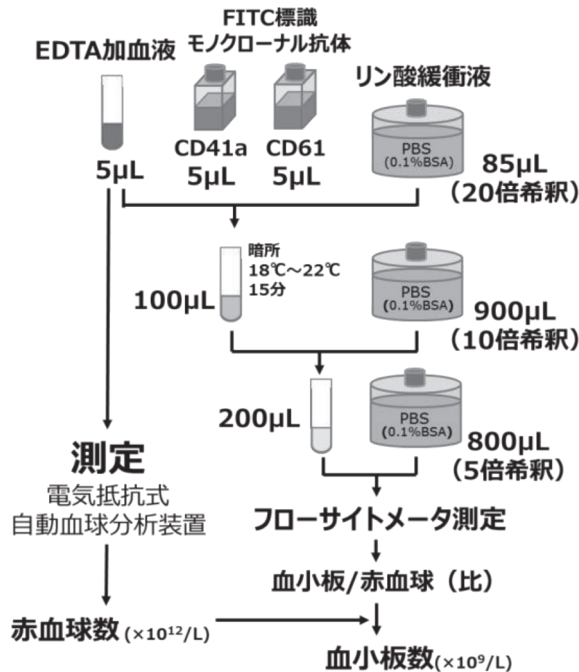 FITC標識
モノクローナル抗体
EDTA加血液
リン酸緩衝液
CD41a
CD61
PBS
(0.1%BSA)
5μL
5μL
5μL
85μL
(20倍希釈)
暗所
18℃～22℃
15分
100μL
PBS
(0.1%BSA)
900μL
(10倍希釈)
200μL
PBS
(0.1%BSA)
800μL
(5倍希釈)
測定
電気抵抗式
自動血球分析装置
フローサイトメータ測定
血小板/赤血球（比）
赤血球数(×10¹²/L)
血小板数(×10⁹/L)